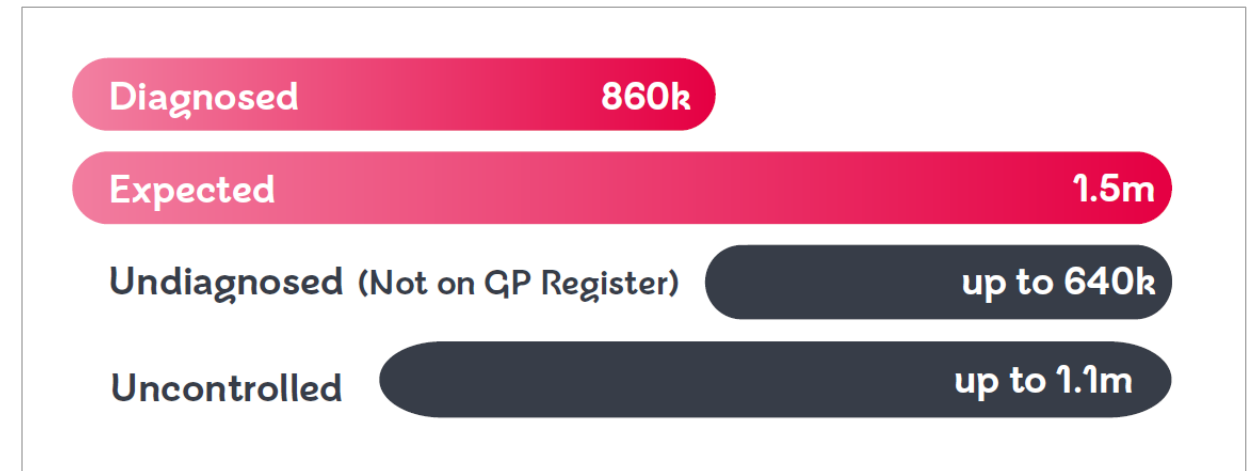 Diagnosed 860k
Expected 1.5m
Undiagnosed (Not on GP Register) up to 640k
Uncontrolled up to 1.1m